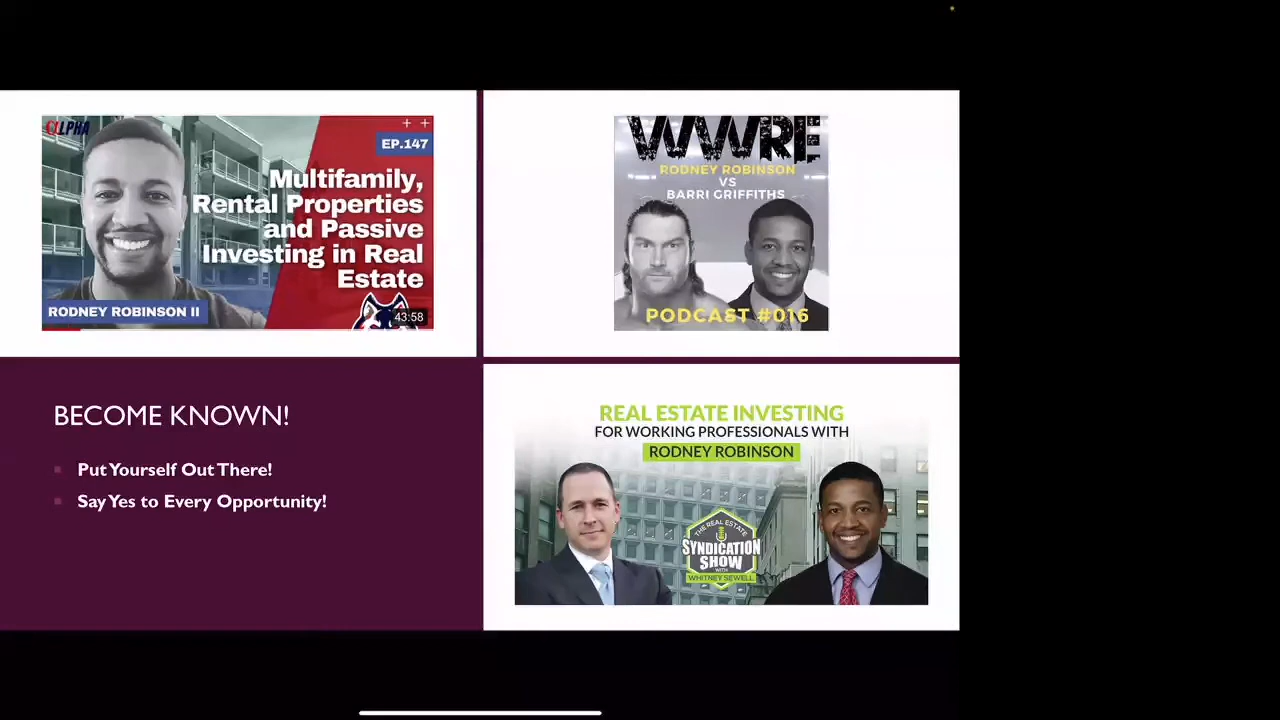 ALPHA
EP.147
Multifamily,
Rental Properties
and Passive
Investing in Real
Estate
RODNEY ROBINSON II
43:58
WWRE
RODNEY ROBINSON
VS
BARRI GRIFFITHS
PODCAST #016
BECOME KNOWN!
Put Yourself Out There!
Say Yes to Every Opportunity!
REAL ESTATE INVESTING
FOR WORKING PROFESSIONALS WITH
RODNEY ROBINSON
THE REAL ESTATE
SYNDICATION
SHOW
WITH
WHITNEY SEWELL